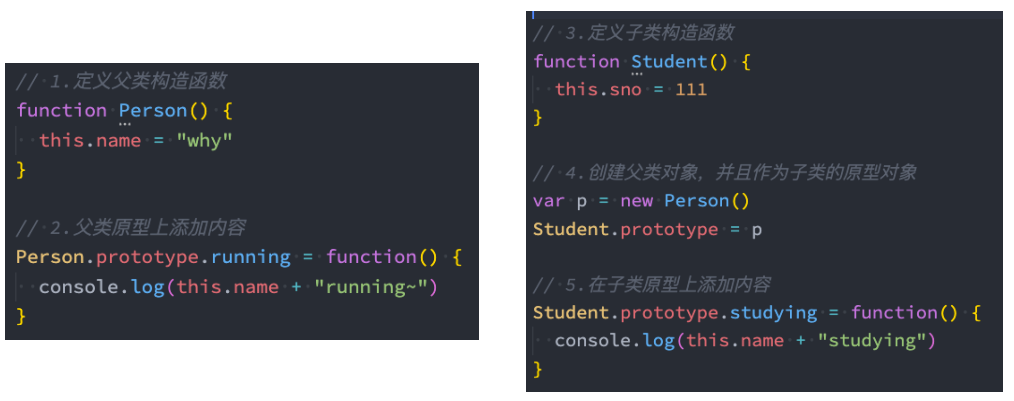 // 1.定义父类构造函数
function Person() {
  this.name = "why"
}
// 2.父类原型上添加内容
Person.prototype.running = function() {
  console.log(this.name + "running~")
}
// 3.定义子类构造函数
function Student() {
  this.sno = 111
}
// 4.创建父类对象, 并且作为子类的原型对象
var p = new Person()
Student.prototype = p
// 5.在子类原型上添加内容
Student.prototype.studying = function() {
  console.log(this.name + "studying")
}